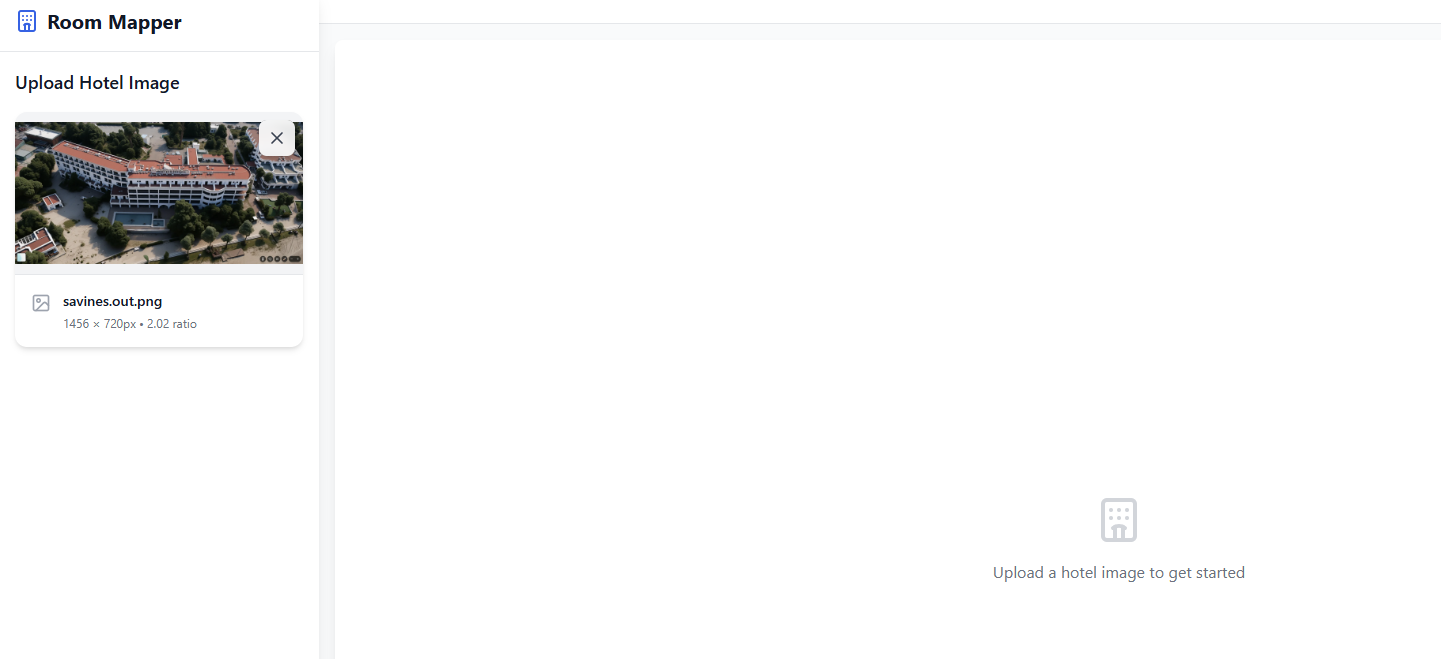 Room Mapper
Upload Hotel Image
savines.out.png
1456 × 720px • 2.02 ratio
Upload a hotel image to get started